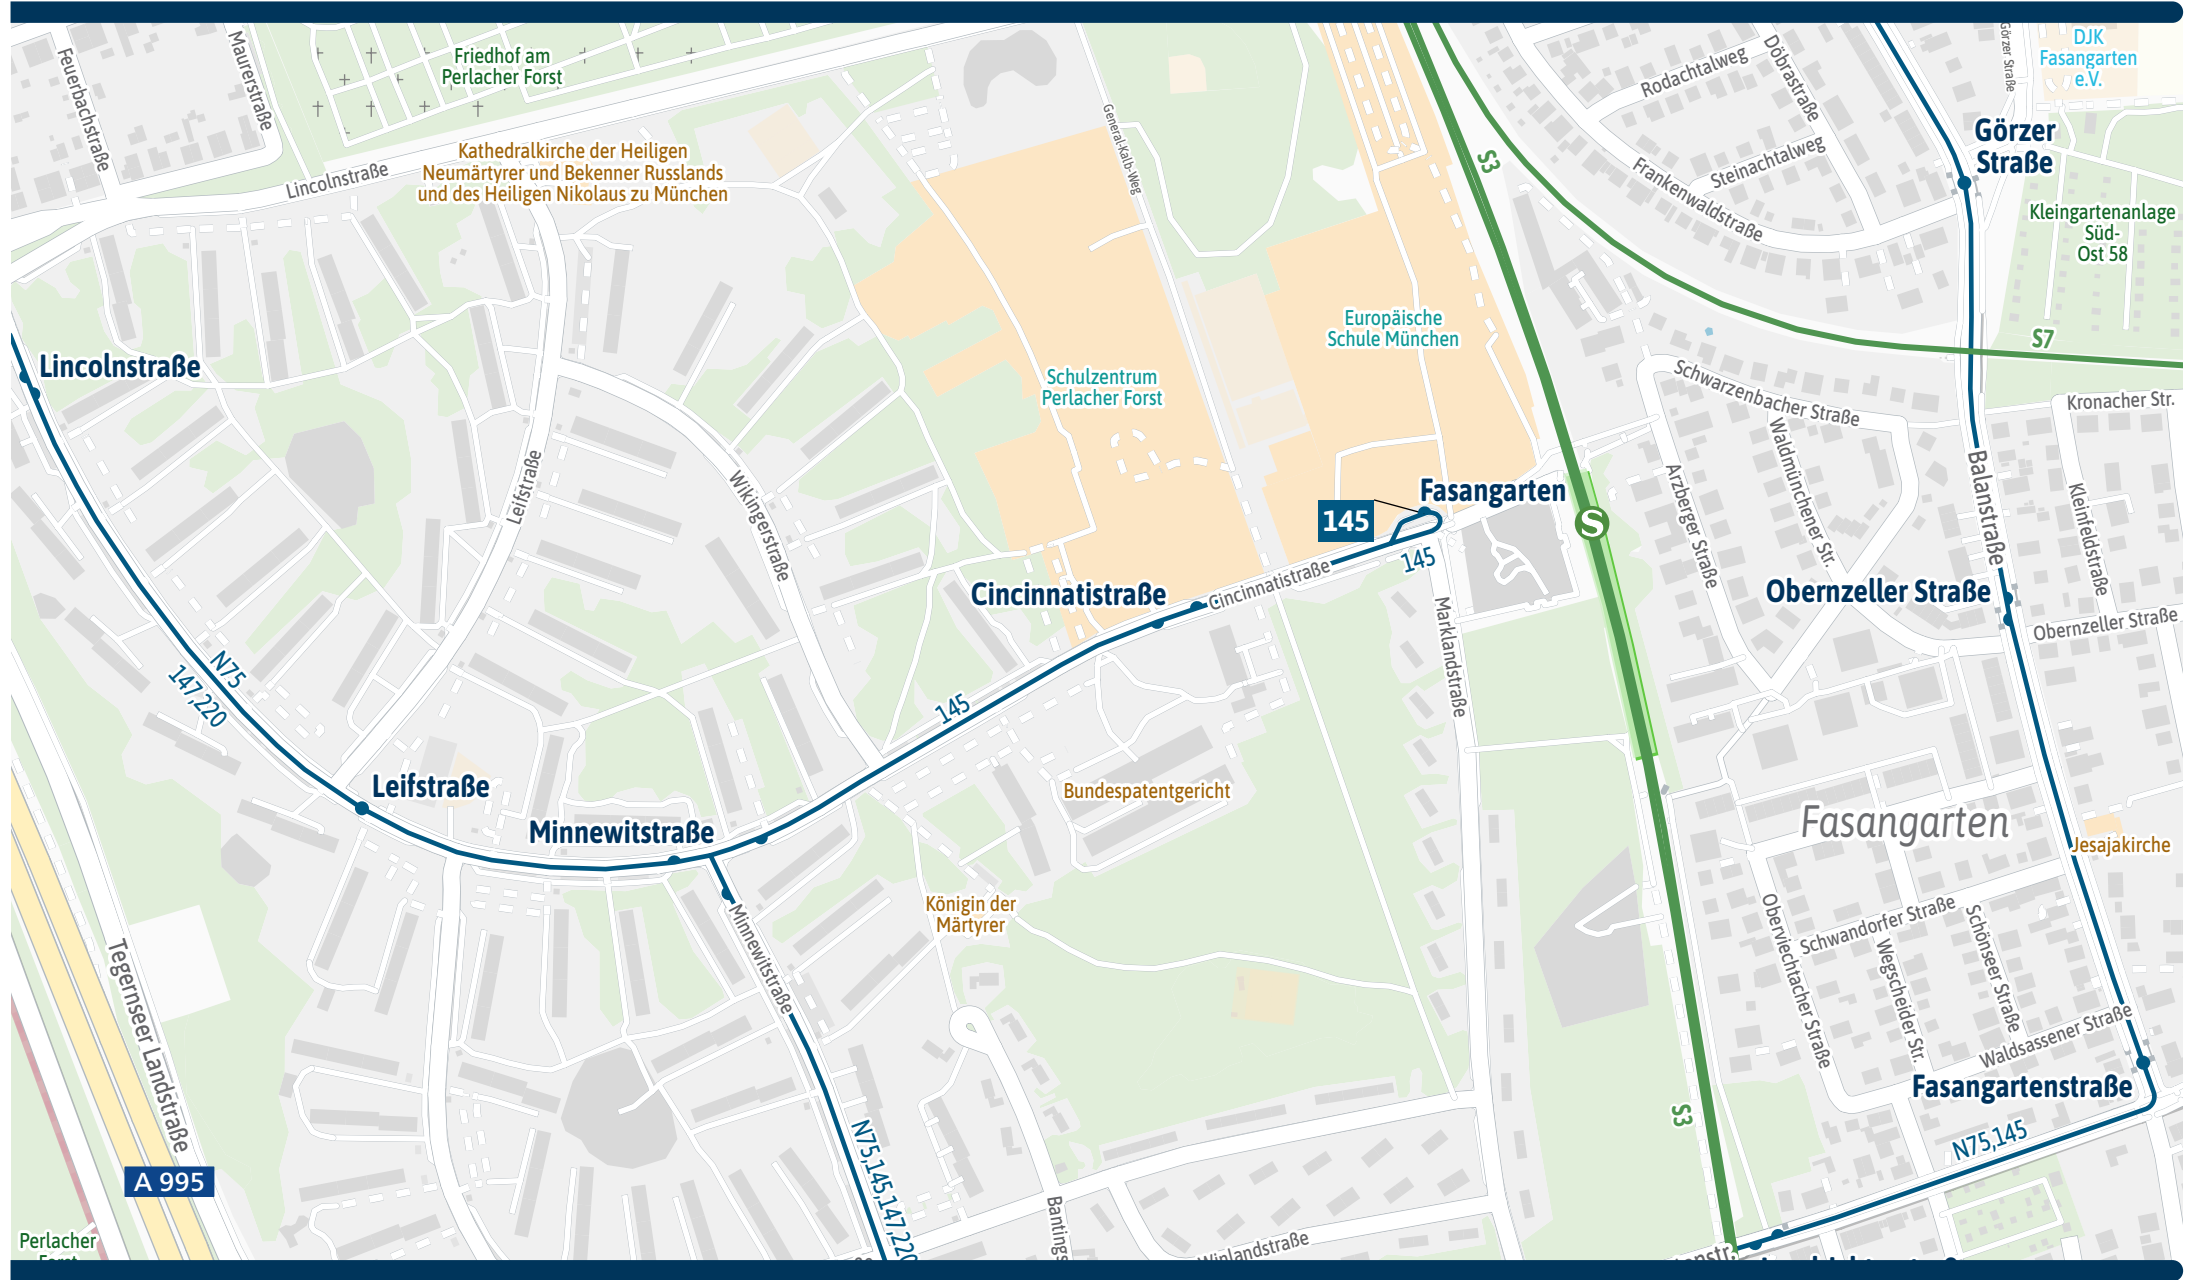 Feuerbachstraße
Maurerstraße
Friedhof am
Perlacher Forst
Kathedralkirche der Heiligen
Neumärtyrer und Bekenner Russlands
und des Heiligen Nikolaus zu München
Lincolnstraße
General-Kalb-Weg
S3
Rodachtalweg
Döbrastraße
Steinachtalweg
Frankenwaldstraße
Görzer Straße
DJK
Fasangarten
e.V.
Görzer
Straße
Kleingartenanlage
Süd-
Ost 58
S7
Lincolnstraße
Europäische
Schule München
Schulzentrum
Perlacher Forst
Schwarzenbacher Straße
Kronacher Str.
Waldmünchener Str.
Balanstraße
Kleinfeldstraße
Arzberger Straße
Leifstraße
Wikingerstraße
Fasangarten
145
S
145
Cincinnatistraße
Cincinnatistraße
Marklandstraße
Obernzeller Straße
Obernzeller Straße
N75
147,220
145
Leifstraße
Minnewitstraße
Bundespatentgericht
Fasangarten
Jesajakirche
Königin der
Märtyrer
Minnewitstraße
Oberviechtacher Straße
Schwandorfer Straße
Wegscheider Str.
Schönseer Straße
Waldsassener Straße
Fasangartenstraße
Tegernseer Landstraße
A 995
N75,145,147,220
S3
N75,145
Perlacher
Forst
Winlandstraße